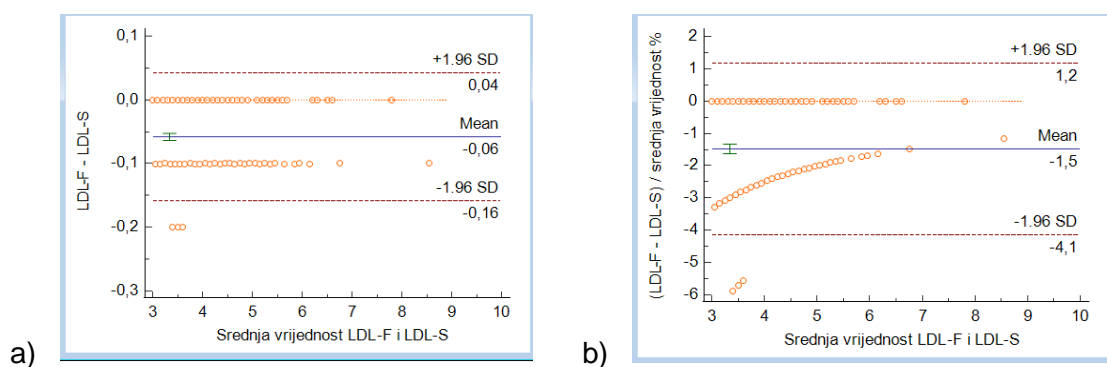 a)
0,1
0,0
-0,1
-0,2
-0,3
LDL-F - LDL-S
+1.96 SD
0,04
Mean
-0,06
-1.96 SD
-0,16
3 4 5 6 7 8 9 10
Srednja vrijednost LDL-F i LDL-S
b)
2
1
0
-1
-2
-3
-4
-5
-6
(LDL-F - LDL-S) / srednja vrijednost %
+1.96 SD
1,2
Mean
-1,5
-1.96 SD
-4,1
3 4 5 6 7 8 9 10
Srednja vrijednost LDL-F i LDL-S